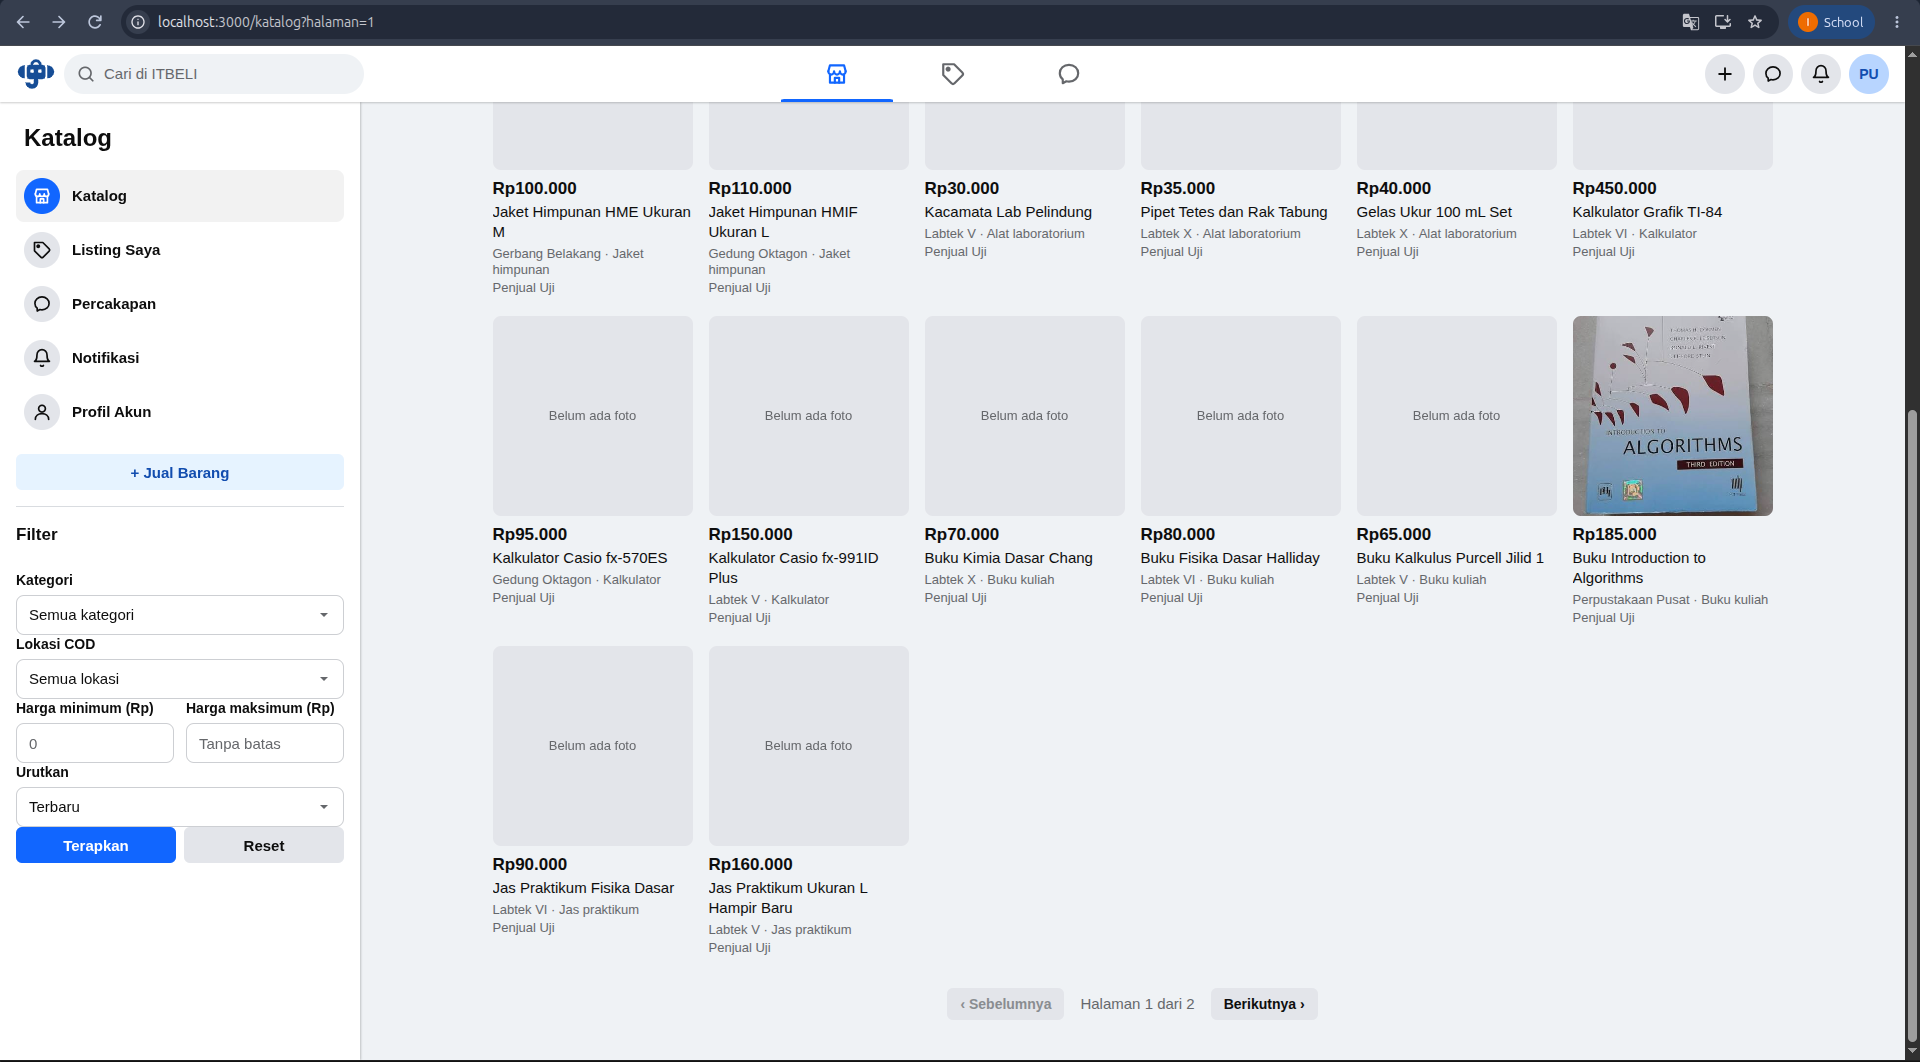 localhost:3000/katalog?halaman=1
School
Cari di ITBELI
PU
Katalog
Katalog
Listing Saya
Percakapan
Notifikasi
Profil Akun
+ Jual Barang
Filter
Kategori
Semua kategori
Lokasi COD
Semua lokasi
Harga minimum (Rp)
Harga maksimum (Rp)
0
Tanpa batas
Urutkan
Terbaru
Terapkan
Reset
Rp100.000
Jaket Himpunan HME Ukuran
M
Gerbang Belakang · Jaket
himpunan
Penjual Uji
Rp110.000
Jaket Himpunan HMIF
Ukuran L
Gedung Oktagon · Jaket
himpunan
Penjual Uji
Rp30.000
Kacamata Lab Pelindung
Labtek V · Alat laboratorium
Penjual Uji
Rp35.000
Pipet Tetes dan Rak Tabung
Labtek X · Alat laboratorium
Penjual Uji
Rp40.000
Gelas Ukur 100 mL Set
Labtek X · Alat laboratorium
Penjual Uji
Rp450.000
Kalkulator Grafik TI-84
Labtek VI · Kalkulator
Penjual Uji
Belum ada foto
Rp95.000
Kalkulator Casio fx-570ES
Gedung Oktagon · Kalkulator
Penjual Uji
Belum ada foto
Rp150.000
Kalkulator Casio fx-991ID
Plus
Labtek V · Kalkulator
Penjual Uji
Belum ada foto
Rp70.000
Buku Kimia Dasar Chang
Labtek X · Buku kuliah
Penjual Uji
Belum ada foto
Rp80.000
Buku Fisika Dasar Halliday
Labtek VI · Buku kuliah
Penjual Uji
Belum ada foto
Rp65.000
Buku Kalkulus Purcell Jilid 1
Labtek V · Buku kuliah
Penjual Uji
INTRODUCTION TO
ALGORITHMS
THIRD EDITION
Rp185.000
Buku Introduction to
Algorithms
Perpustakaan Pusat · Buku kuliah
Penjual Uji
Belum ada foto
Rp90.000
Jas Praktikum Fisika Dasar
Labtek VI · Jas praktikum
Penjual Uji
Belum ada foto
Rp160.000
Jas Praktikum Ukuran L
Hampir Baru
Labtek V · Jas praktikum
Penjual Uji
‹ Sebelumnya
Halaman 1 dari 2
Berikutnya ›